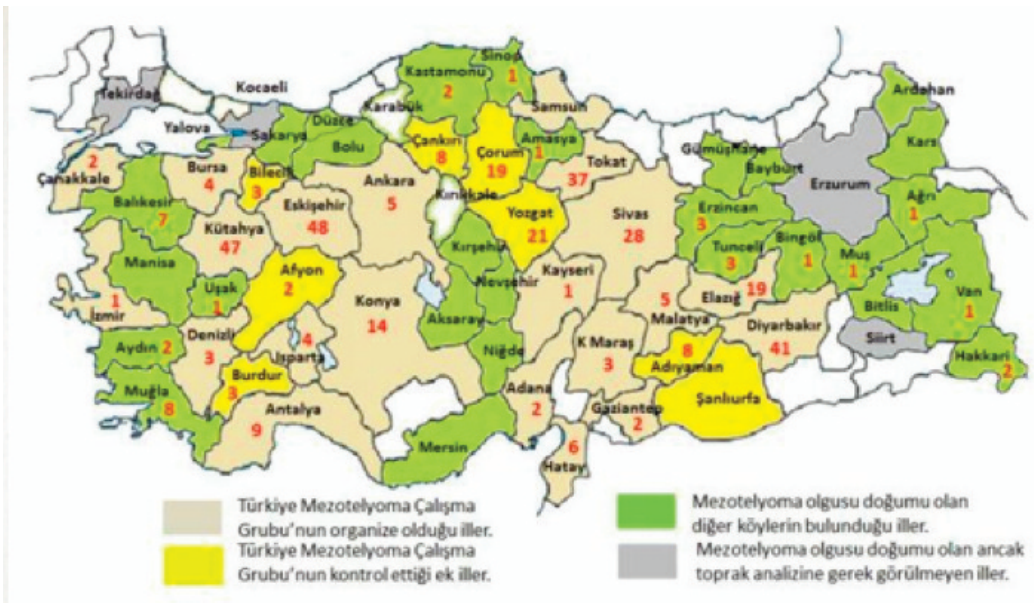 Sinop
1
Kastamonu
2
Tekirdağ
Kocaeli
Karabük
Samsun
Ardahan
Yalova
Sakarya
Düzce
Bolu
Çankırı
8
Çorum
19
Amasya
1
Tokat
37
Gümüşhane
Bayburt
Kars
Erzurum
2
Çanakkale
Bursa
4
Bilecik
3
Ankara
5
Kırıkkale
Yozgat
21
Sivas
28
Erzincan
3
Ağrı
1
Balıkesir
7
Eskişehir
48
Kütahya
47
Kırşehir
Tunceli
3
Bingöl
1
Muş
1
Manisa
Uşak
1
Afyon
2
Konya
14
Nevşehir
Kayseri
1
5
Malatya
Elazığ
19
Bitlis
Van
1
1
İzmir
Denizli
3
4
Isparta
Aksaray
Niğde
K Maraş
3
Diyarbakır
41
Siirt
Hakkari
2
Aydın 2
Burdur
3
8
Adıyaman
Muğla
8
Antalya
9
Mersin
Adana
2
Gaziantep
2
Şanlıurfa
6
Hatay
Türkiye Mezotelyoma Çalışma
Grubu'nun organize olduğu iller.
Türkiye Mezotelyoma Çalışma
Grubu'nun kontrol ettiği ek iller.
Mezotelyoma olgusu doğumu olan
diğer köylerin bulunduğu iller.
Mezotelyoma olgusu doğumu olan ancak
toprak analizine gerek görülmeyen iller.